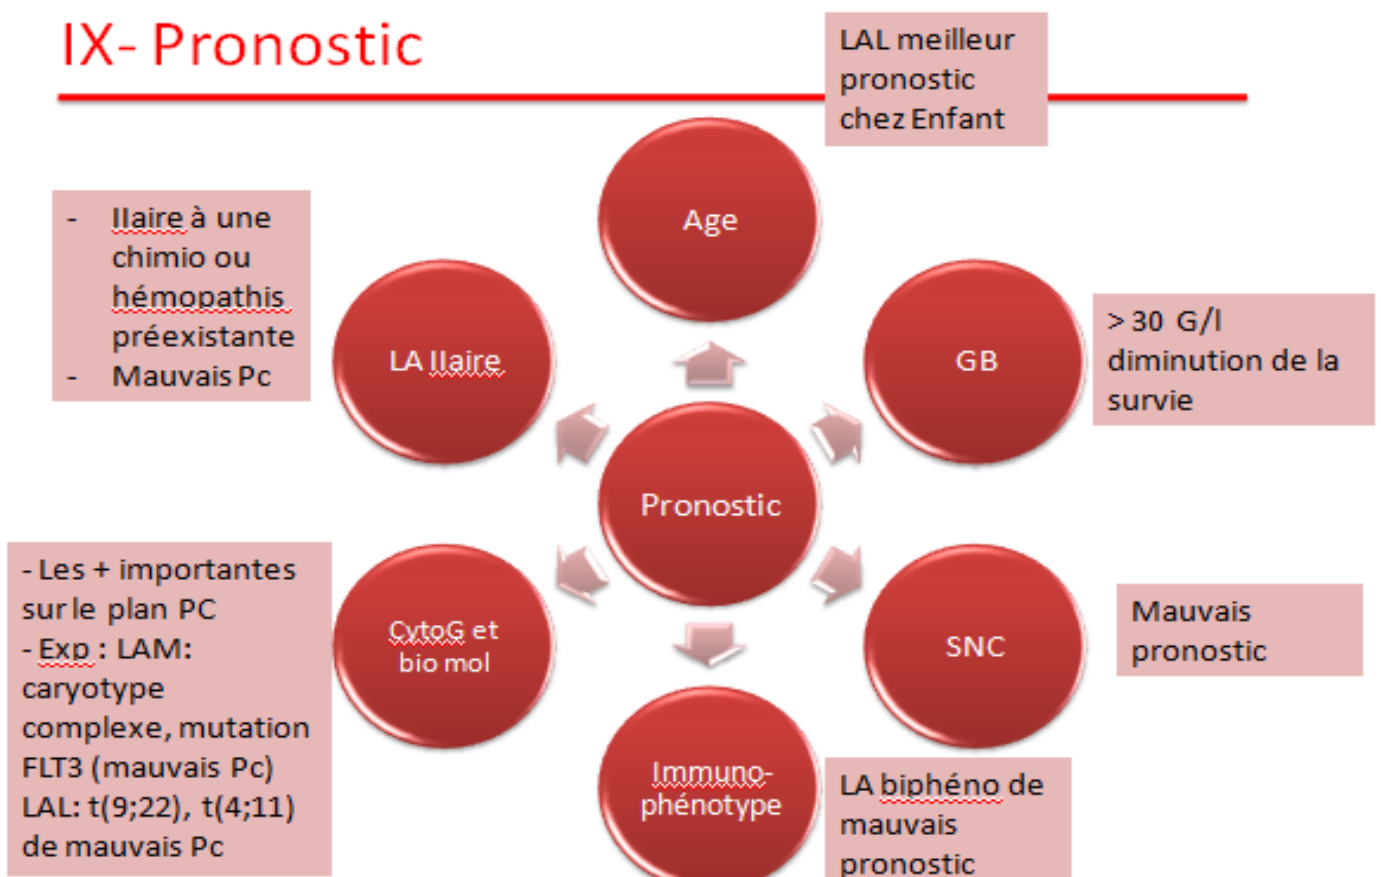 IX- Pronostic
LAL meilleur
pronostic
chez Enfant
Age
- IIaire à une
chimio ou
hémopathis
préexistante
- Mauvais Pc
LA IIaire
GB
> 30 G/l
diminution de la
survie
Pronostic
- Les + importantes
sur le plan PC
- Exp : LAM:
caryotype
complexe, mutation
FLT3 (mauvais Pc)
LAL: t(9;22), t(4;11)
de mauvais Pc
CytoG et
bio mol
SNC
Mauvais
pronostic
Immuno-
phénotype
LA biphéno de
mauvais
pronostic